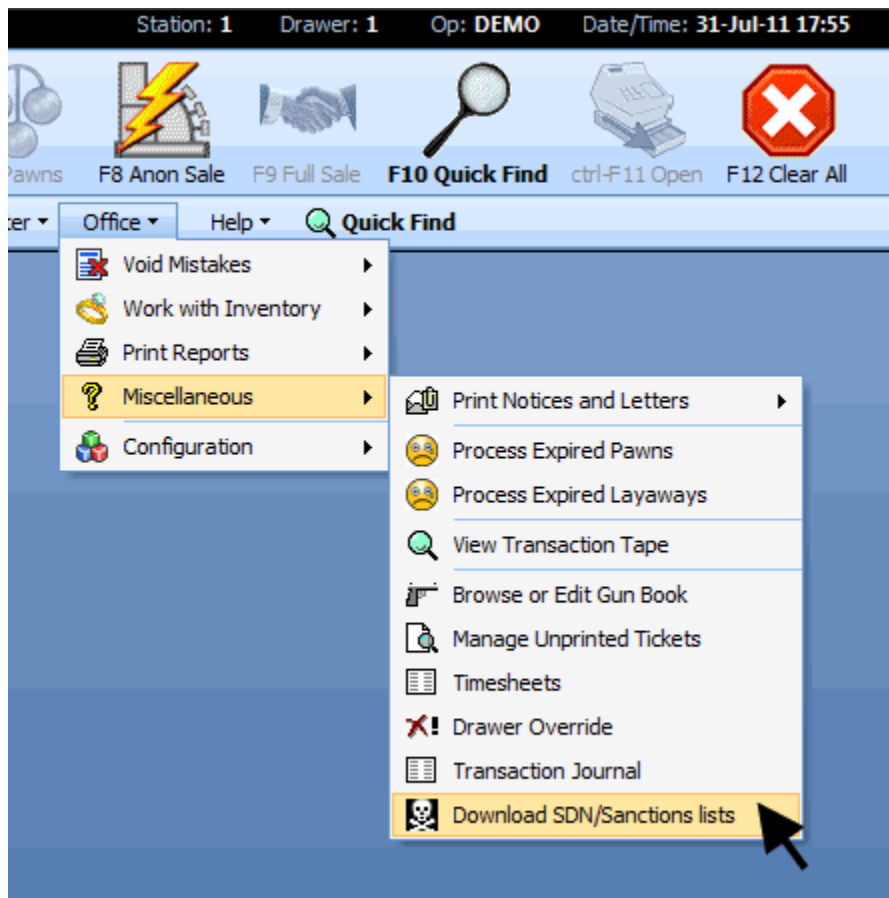 Station: 1 Drawer: 1 Op: DEMO Date/Time: 31-Jul-11 17:55
Pawns F8 Anon Sale F9 Full Sale F10 Quick Find ctrl-F11 Open F12 Clear All
er Office Help Quick Find
Void Mistakes
Work with Inventory
Print Reports
Miscellaneous
Configuration
Print Notices and Letters
Process Expired Pawns
Process Expired Layaways
View Transaction Tape
Browse or Edit Gun Book
Manage Unprinted Tickets
Timesheets
Drawer Override
Transaction Journal
Download SDN/Sanctions lists